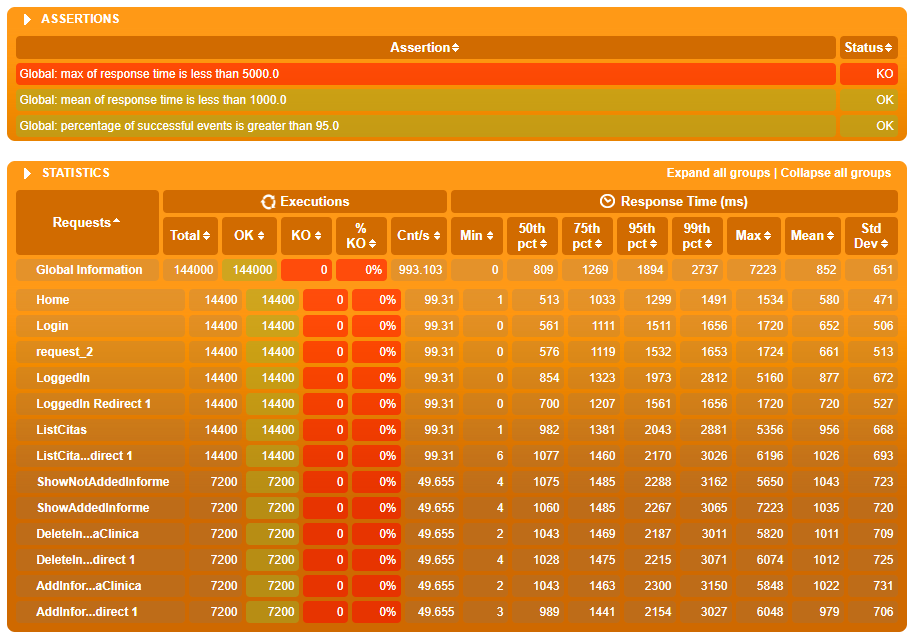 ASSERTIONS
Assertion Status
Global: max of response time is less than 5000.0 KO
Global: mean of response time is less than 1000.0 OK
Global: percentage of successful events is greater than 95.0 OK
STATISTICS Expand all groups | Collapse all groups
Requests Executions Response Time (ms)
Total OK KO % KO Cnt/s Min 50th pct 75th pct 95th pct 99th pct Max Mean Std Dev
Global Information 144000 144000 0 0% 993.103 0 809 1269 1894 2737 7223 852 651
Home 14400 14400 0 0% 99.31 1 513 1033 1299 1491 1534 580 471
Login 14400 14400 0 0% 99.31 0 561 1111 1511 1656 1720 652 506
request_2 14400 14400 0 0% 99.31 0 576 1119 1532 1653 1724 661 513
LoggedIn 14400 14400 0 0% 99.31 0 854 1323 1973 2812 5160 877 672
LoggedIn Redirect 1 14400 14400 0 0% 99.31 0 700 1207 1561 1656 1720 720 527
ListCitas 14400 14400 0 0% 99.31 1 982 1381 2043 2881 5356 956 668
ListCita...direct 1 14400 14400 0 0% 99.31 6 1077 1460 2170 3026 6196 1026 693
ShowNotAddedInforme 7200 7200 0 0% 49.655 4 1075 1485 2288 3162 5650 1043 723
ShowAddedInforme 7200 7200 0 0% 49.655 4 1060 1485 2267 3065 7223 1035 720
DeleteIn...aClinica 7200 7200 0 0% 49.655 2 1043 1469 2187 3011 5820 1011 709
DeleteIn...direct 1 7200 7200 0 0% 49.655 4 1028 1475 2215 3071 6074 1012 725
AddInfor...aClinica 7200 7200 0 0% 49.655 2 1043 1463 2300 3150 5848 1022 731
AddInfor...direct 1 7200 7200 0 0% 49.655 3 989 1441 2154 3027 6048 979 706